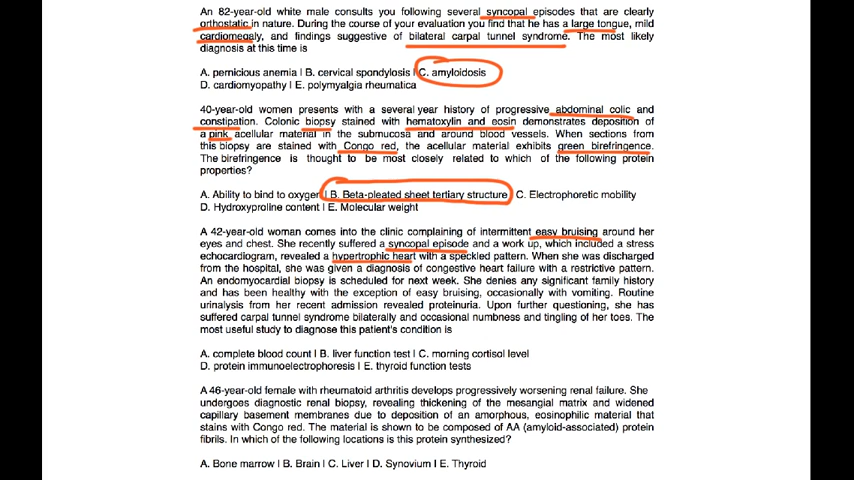 An 82-year-old white male consults you following several syncopal episodes that are clearly
orthostatic in nature. During the course of your evaluation you find that he has a large tongue, mild
cardiomegaly, and findings suggestive of bilateral carpal tunnel syndrome. The most likely
diagnosis at this time is
A. pernicious anemia | B. cervical spondylosis | C. amyloidosis
D. cardiomyopathy | E. polymyalgia rheumatica
40-year-old women presents with a several year history of progressive abdominal colic and
constipation. Colonic biopsy stained with hematoxylin and eosin demonstrates deposition of
a pink acellular material in the submucosa and around blood vessels. When sections from
this biopsy are stained with Congo red, the acellular material exhibits green birefringence.
The birefringence is thought to be most closely related to which of the following protein
properties?
A. Ability to bind to oxygen | B. Beta-pleated sheet tertiary structure | C. Electrophoretic mobility
D. Hydroxyproline content | E. Molecular weight
A 42-year-old woman comes into the clinic complaining of intermittent easy bruising around her
eyes and chest. She recently suffered a syncopal episode and a work up, which included a stress
echocardiogram, revealed a hypertrophic heart with a speckled pattern. When she was discharged
from the hospital, she was given a diagnosis of congestive heart failure with a restrictive pattern.
An endomyocardial biopsy is scheduled for next week. She denies any significant family history
and has been healthy with the exception of easy bruising, occasionally with vomiting. Routine
urinalysis from her recent admission revealed proteinuria. Upon further questioning, she has
suffered carpal tunnel syndrome bilaterally and occasional numbness and tingling of her toes. The
most useful study to diagnose this patient's condition is
A. complete blood count | B. liver function test | C. morning cortisol level
D. protein immunoelectrophoresis | E. thyroid function tests
A 46-year-old female with rheumatoid arthritis develops progressively worsening renal failure. She
undergoes diagnostic renal biopsy, revealing thickening of the mesangial matrix and widened
capillary basement membranes due to deposition of an amorphous, eosinophilic material that
stains with Congo red. The material is shown to be composed of AA (amyloid-associated) protein
fibrils. In which of the following locations is this protein synthesized?
A. Bone marrow | B. Brain | C. Liver | D. Synovium | E. Thyroid